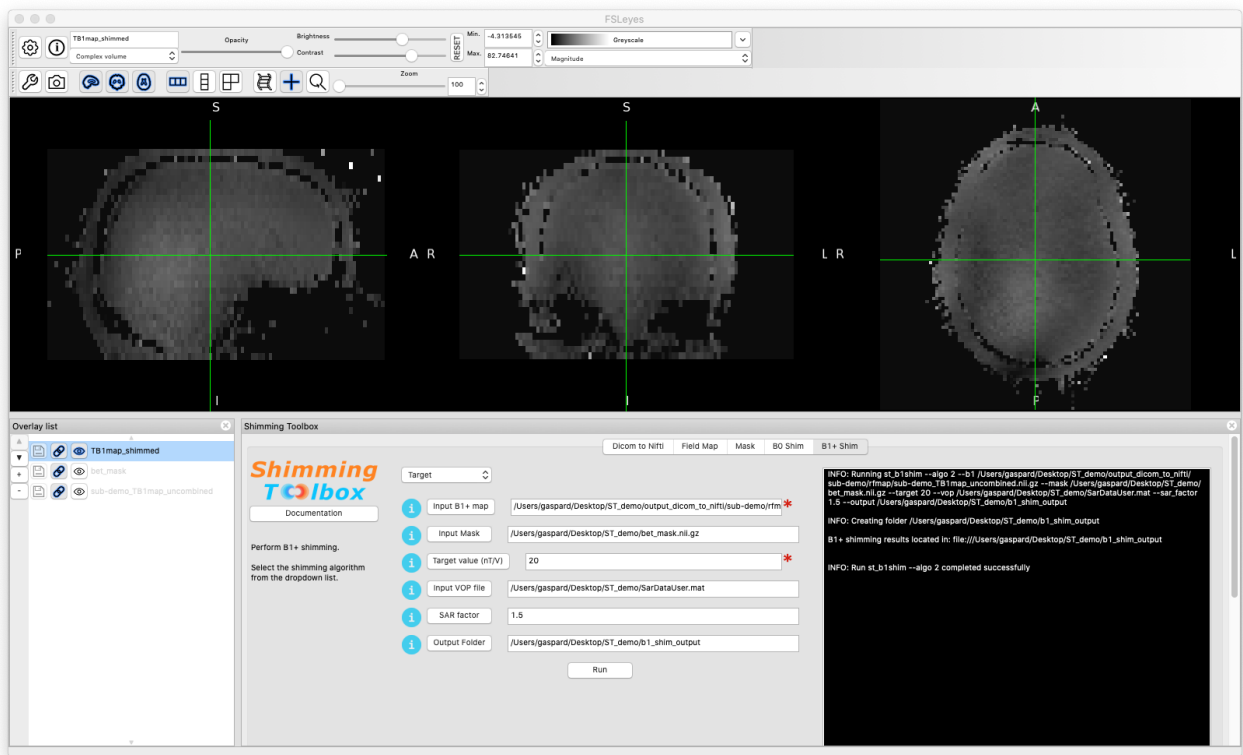 FSLeyes
TB1map_shimmed
Complex volume
Opacity
Brightness
Contrast
RESET
Min.
-4.313545
Max.
82.74641
Greyscale
Magnitude
Zoom
100
S
S
A
P
A R
L R
L
I
I
P
Overlay list
TB1map_shimmed
bet_mask
sub-demo_TB1map_uncombined
Shimming Toolbox
Dicom to Nifti
Field Map
Mask
B0 Shim
B1+ Shim
Shimming
Toolbox
Documentation
Perform B1+ shimming.
Select the shimming algorithm
from the dropdown list.
Target
i Input B1+ map /Users/gaspard/Desktop/ST_demo/output_dicom_to_nifti/sub-demo/rfm *
i Input Mask /Users/gaspard/Desktop/ST_demo/bet_mask.nii.gz
i Target value (nT/V) 20 *
i Input VOP file /Users/gaspard/Desktop/ST_demo/SarDataUser.mat
i SAR factor 1.5
i Output Folder /Users/gaspard/Desktop/ST_demo/b1_shim_output
Run
INFO: Running st_b1shim --algo 2 --b1 /Users/gaspard/Desktop/ST_demo/output_dicom_to_nifti/
sub-demo/rfmap/sub-demo_TB1map_uncombined.nii.gz --mask /Users/gaspard/Desktop/ST_demo/
bet_mask.nii.gz --target 20 --vop /Users/gaspard/Desktop/ST_demo/SarDataUser.mat --sar_factor
1.5 --output /Users/gaspard/Desktop/ST_demo/b1_shim_output
INFO: Creating folder /Users/gaspard/Desktop/ST_demo/b1_shim_output
B1+ shimming results located in: file:///Users/gaspard/Desktop/ST_demo/b1_shim_output
INFO: Run st_b1shim --algo 2 completed successfully